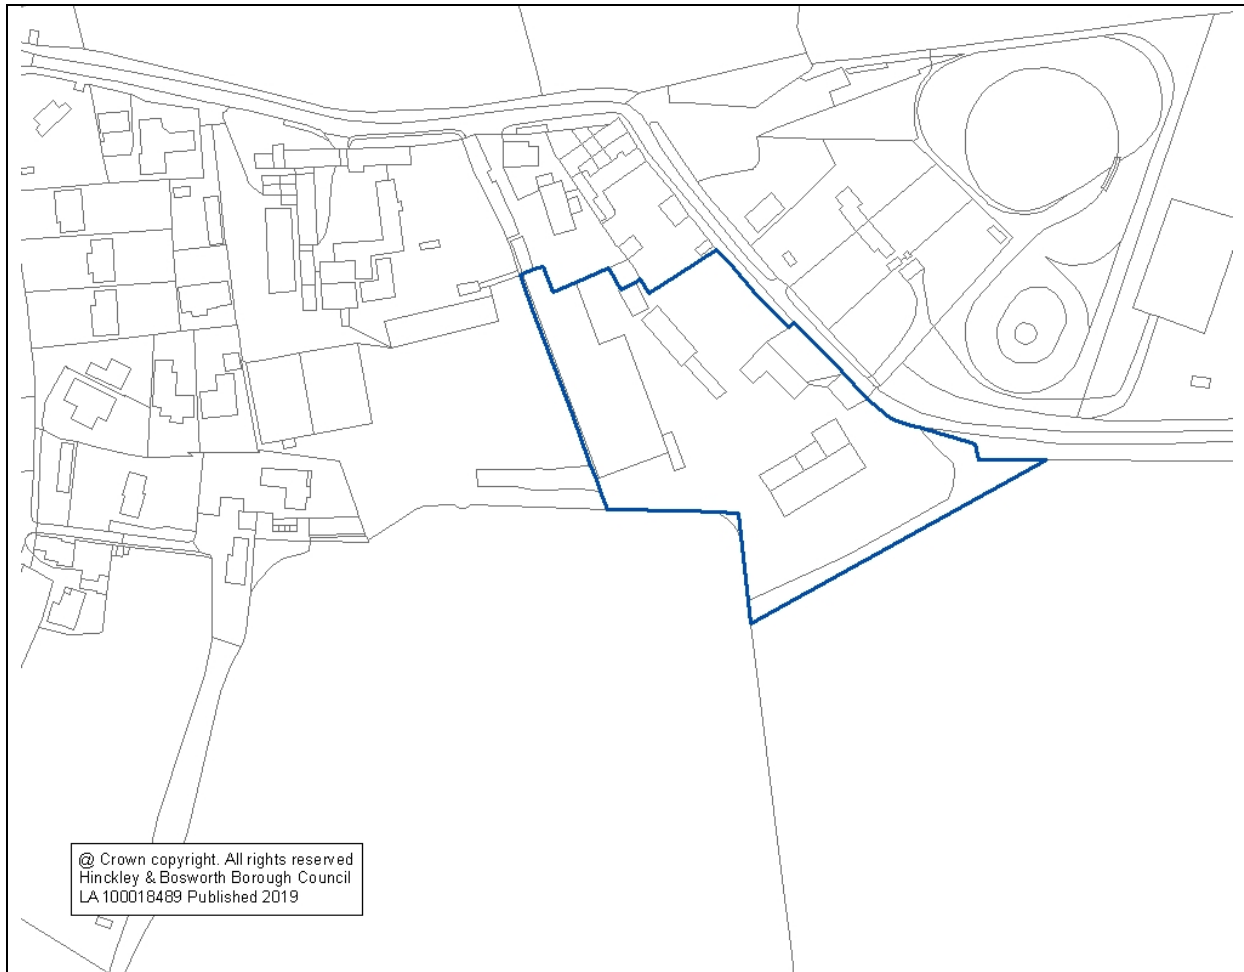 @ Crown copyright. All rights reserved
Hinckley & Bosworth Borough Council
LA 100018489 Published 2019